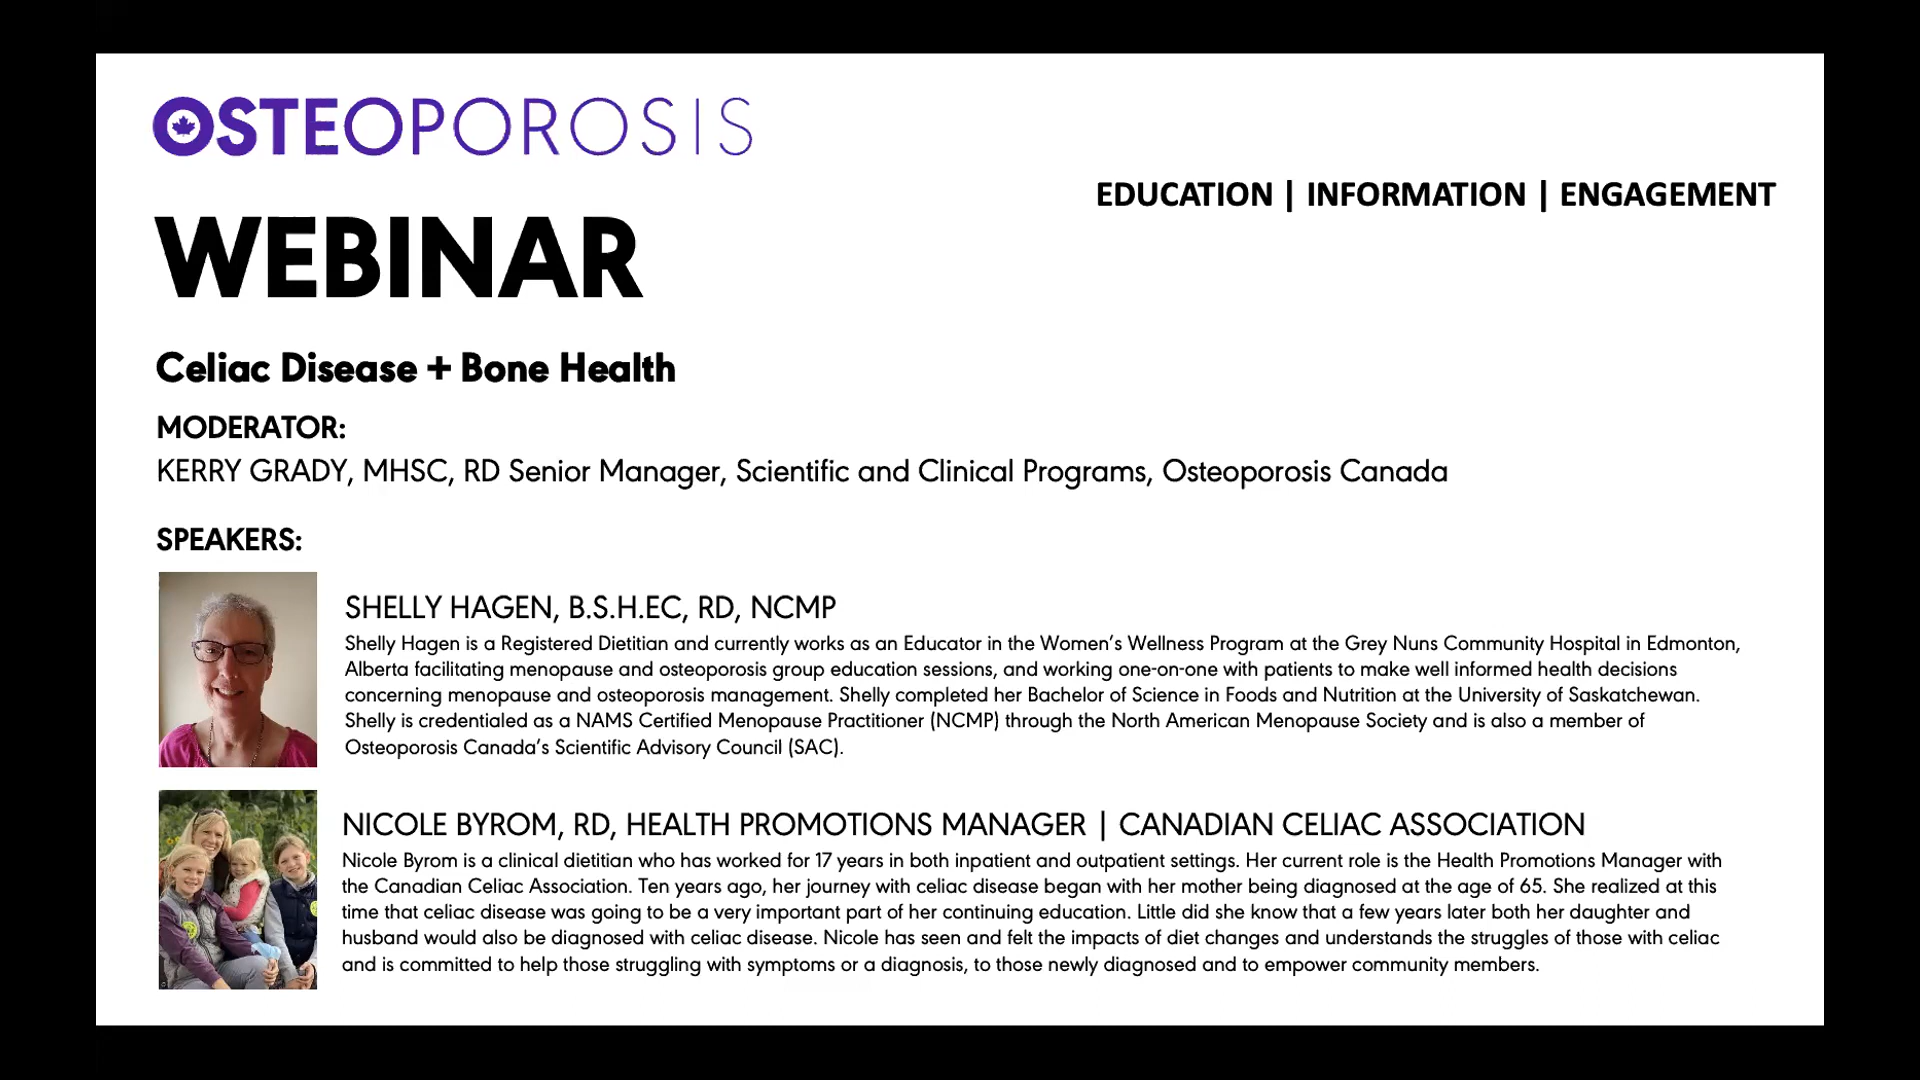 OSTEOPOROSIS
EDUCATION | INFORMATION | ENGAGEMENT
WEBINAR
Celiac Disease + Bone Health
MODERATOR:
KERRY GRADY, MHSC, RD Senior Manager, Scientific and Clinical Programs, Osteoporosis Canada
SPEAKERS:
SHELLY HAGEN, B.S.H.EC, RD, NCMP
Shelly Hagen is a Registered Dietitian and currently works as an Educator in the Women’s Wellness Program at the Grey Nuns Community Hospital in Edmonton,
Alberta facilitating menopause and osteoporosis group education sessions, and working one-on-one with patients to make well informed health decisions
concerning menopause and osteoporosis management. Shelly completed her Bachelor of Science in Foods and Nutrition at the University of Saskatchewan.
Shelly is credentialed as a NAMS Certified Menopause Practitioner (NCMP) through the North American Menopause Society and is also a member of
Osteoporosis Canada’s Scientific Advisory Council (SAC).
NICOLE BYROM, RD, HEALTH PROMOTIONS MANAGER | CANADIAN CELIAC ASSOCIATION
Nicole Byrom is a clinical dietitian who has worked for 17 years in both inpatient and outpatient settings. Her current role is the Health Promotions Manager with
the Canadian Celiac Association. Ten years ago, her journey with celiac disease began with her mother being diagnosed at the age of 65. She realized at this
time that celiac disease was going to be a very important part of her continuing education. Little did she know that a few years later both her daughter and
husband would also be diagnosed with celiac disease. Nicole has seen and felt the impacts of diet changes and understands the struggles of those with celiac
and is committed to help those struggling with symptoms or a diagnosis, to those newly diagnosed and to empower community members.